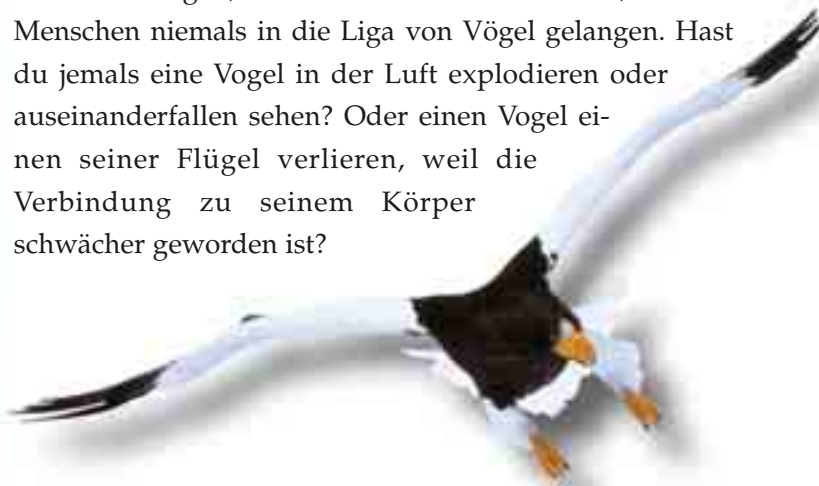 Menschen niemals in die Liga von Vögel gelangen. Hast
du jemals eine Vogel in der Luft explodieren oder
auseinanderfallen sehen? Oder einen Vogel ei-
nen seiner Flügel verlieren, weil die
Verbindung zu seinem Körper
schwächer geworden ist?